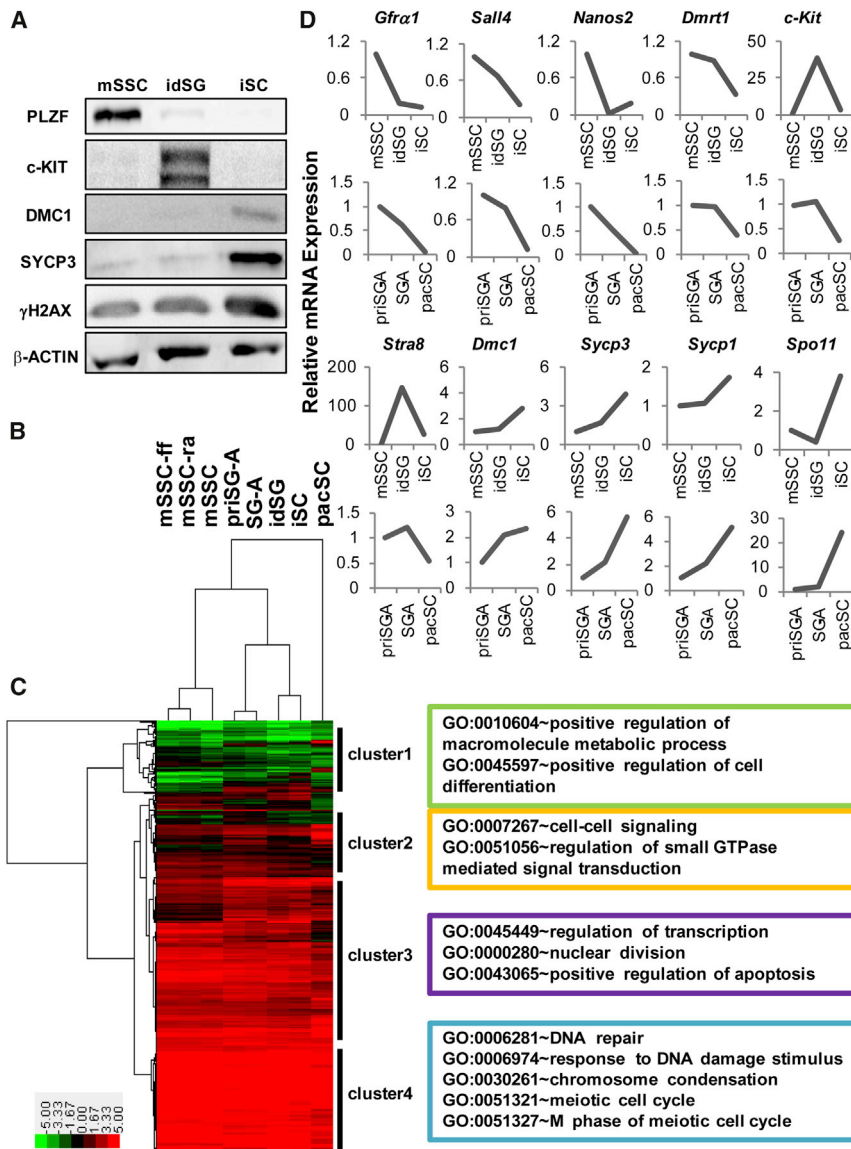 A
mSSC idSG iSC
PLZF
c-KIT
DMC1
SYCP3
γH2AX
β-ACTIN
B
mSSC-ff
mSSC-ra
mSSC
priSG-A
SG-A
idSG
iSC
pacSC
C
cluster1
cluster2
cluster3
cluster4
-5.00
-3.33
-1.67
0.00
1.67
3.33
5.00
D
Relative mRNA Expression
Gfrα1 Sall4 Nanos2 Dmrt1 c-Kit
1.2 1.2 1.2 1.2 50
0.6 0.6 0.6 0.6 25
0 0 0 0 0
mSSC idSG iSC mSSC idSG iSC mSSC idSG iSC mSSC idSG iSC mSSC idSG iSC
1.5 1.2 1.5 1.5 1.5
1 1 1 1
0.5 0.6 0.5 0.5 0.5
0 0 0 0 0
priSGA SGA pacSC priSGA SGA pacSC priSGA SGA pacSC priSGA SGA pacSC priSGA SGA pacSC
Stra8 Dmc1 Sycp3 Sycp1 Spo11
200 6 6 2 4
100 3 3 1 2
0 0 0 0 0
mSSC idSG iSC mSSC idSG iSC mSSC idSG iSC mSSC idSG iSC mSSC idSG iSC
1.5 3 6 6 30
1 2 4 4 20
0.5 1 2 2 10
0 0 0 0 0
priSGA SGA pacSC priSGA SGA pacSC priSGA SGA pacSC priSGA SGA pacSC priSGA SGA pacSC
GO:0010604~positive regulation of
macromolecule metabolic process
GO:0045597~positive regulation of cell
differentiation
GO:0007267~cell-cell signaling
GO:0051056~regulation of small GTPase
mediated signal transduction
GO:0045449~regulation of transcription
GO:0000280~nuclear division
GO:0043065~positive regulation of apoptosis
GO:0006281~DNA repair
GO:0006974~response to DNA damage stimulus
GO:0030261~chromosome condensation
GO:0051321~meiotic cell cycle
GO:0051327~M phase of meiotic cell cycle